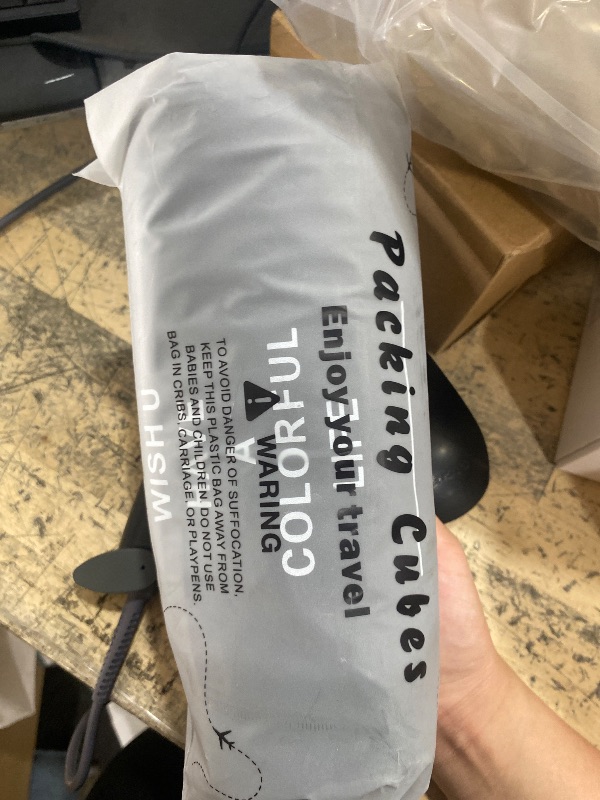 Packing Cubes
Enjoy your travel
WARING
TO AVOID DANGER OF SUFFOCATION,
KEEP THIS PLASTIC BAG AWAY FROM
BABIES AND CHILDREN. DO NOT USE
BAG IN CRIBS, CARRIAGE, OR PLAYPENS.
WISH U
A
COLORFUL
LIFE